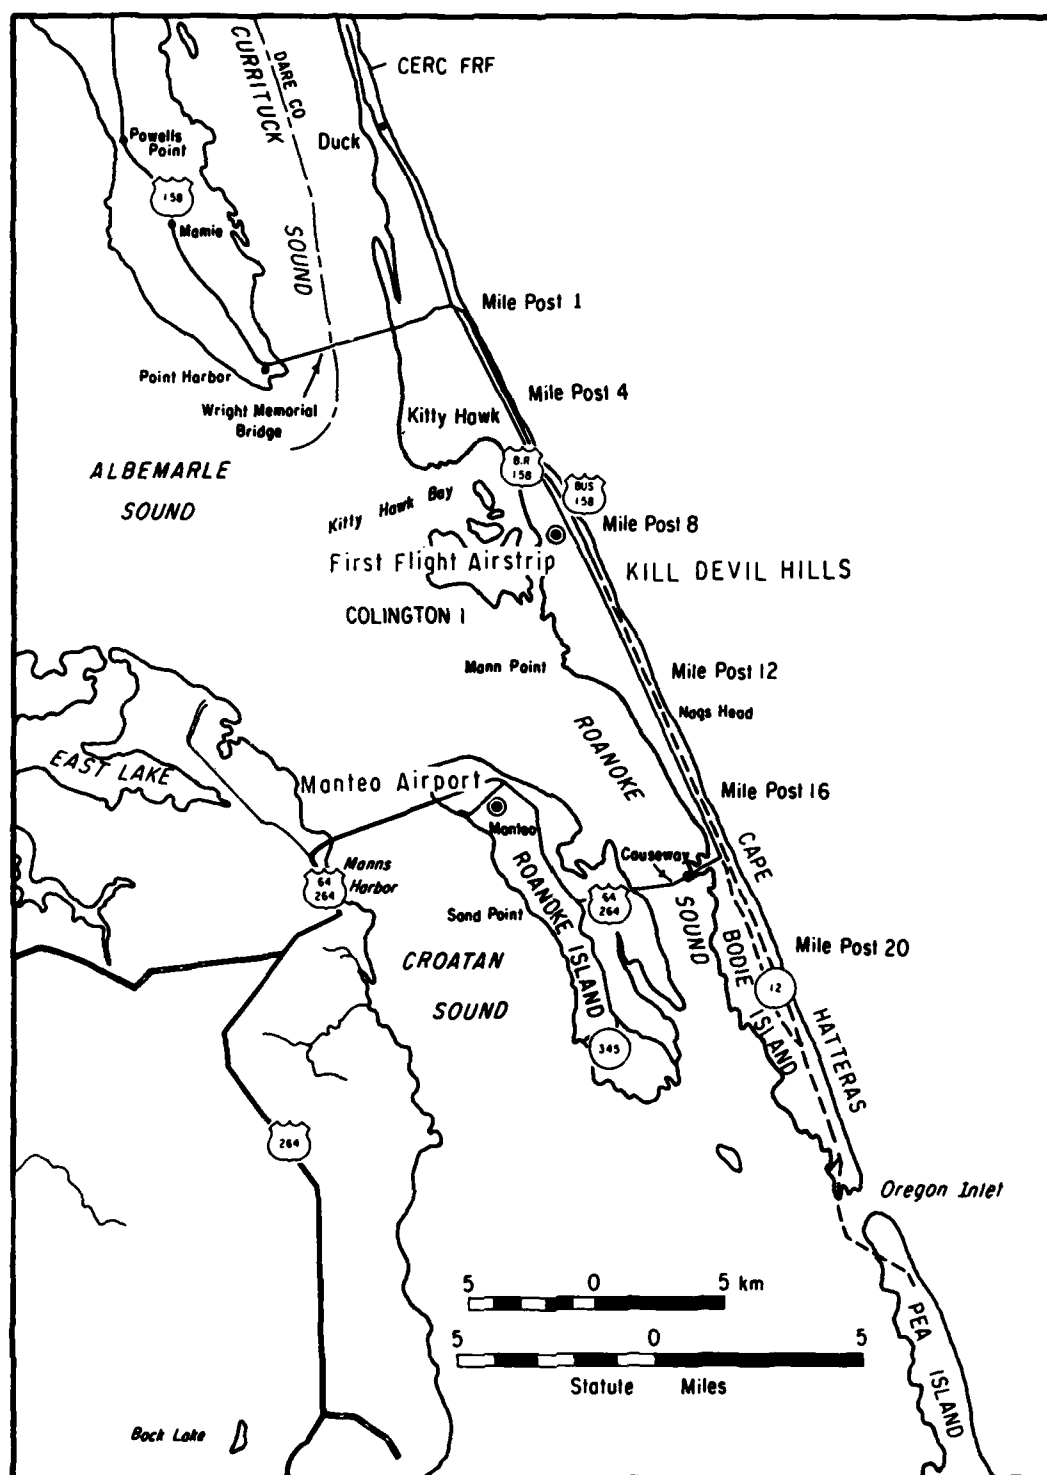 CERC FRF
DARE CO
CURRITUCK
SOUND
Duck
Powells
Point
158
Mamie
Mile Post 1
Point Harbor
Wright Memorial
Bridge
Mile Post 4
Kitty Hawk
ALBEMARLE
SOUND
B.R
158
BUS
158
Kitty Hawk Bay
Mile Post 8
First Flight Airstrip
KILL DEVIL HILLS
COLINGTON I
Mann Point
Mile Post 12
Nags Head
ROANOKE
SOUND
EAST LAKE
Manteo Airport
Mile Post 16
Manteo
Causeway
CAPE
HATTERAS
Manns
Harbor
64
264
ROANOKE ISLAND
64
264
Sand Point
BODIE
ISLAND
Mile Post 20
CROATAN
SOUND
12
345
264
Oregon Inlet
5 0 5 km
5 0 5
Statute Miles
PEA
ISLAND
Back Lake